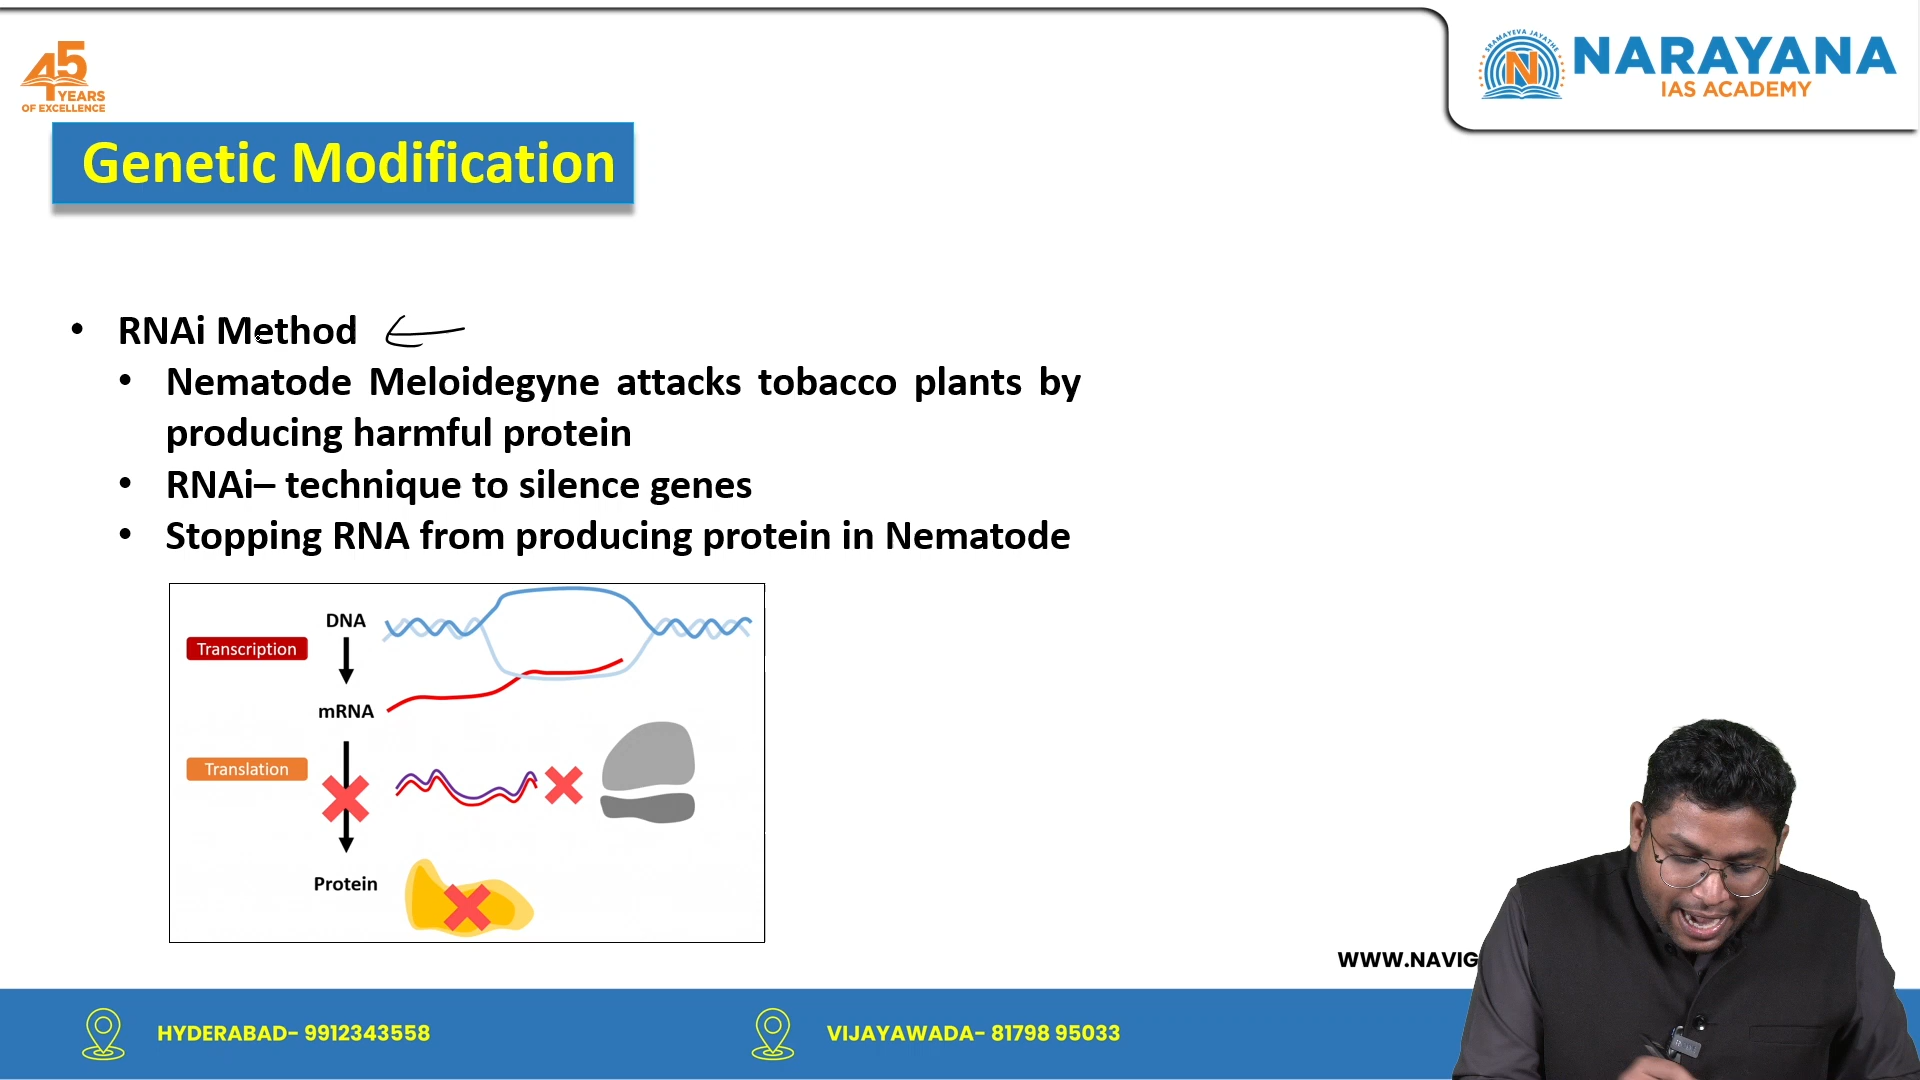 45
YEARS
OF EXCELLENCE
SRAMAYEVA JAYATHE
N
NARAYANA
IAS ACADEMY
Genetic Modification
• RNAi Method
• Nematode Meloidegyne attacks tobacco plants by
producing harmful protein
• RNAi– technique to silence genes
• Stopping RNA from producing protein in Nematode
DNA
Transcription
mRNA
Translation
Protein
WWW.NAVIG
HYDERABAD- 9912343558
VIJAYAWADA- 81798 95033